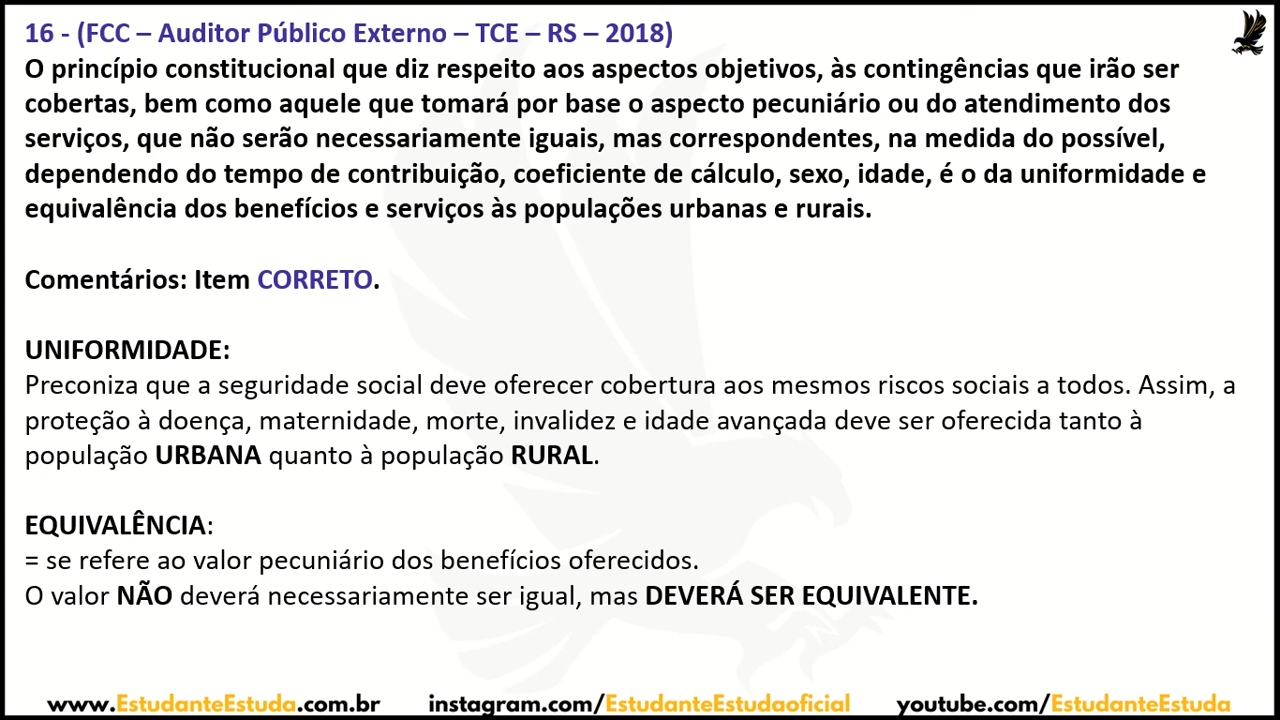 16 - (FCC – Auditor Público Externo – TCE – RS – 2018)
O princípio constitucional que diz respeito aos aspectos objetivos, às contingências que irão ser
cobertas, bem como aquele que tomará por base o aspecto pecuniário ou do atendimento dos
serviços, que não serão necessariamente iguais, mas correspondentes, na medida do possível,
dependendo do tempo de contribuição, coeficiente de cálculo, sexo, idade, é o da uniformidade e
equivalência dos benefícios e serviços às populações urbanas e rurais.
Comentários: Item CORRETO.
UNIFORMIDADE:
Preconiza que a seguridade social deve oferecer cobertura aos mesmos riscos sociais a todos. Assim, a
proteção à doença, maternidade, morte, invalidez e idade avançada deve ser oferecida tanto à
população URBANA quanto à população RURAL.
EQUIVALÊNCIA:
= se refere ao valor pecuniário dos benefícios oferecidos.
O valor NÃO deverá necessariamente ser igual, mas DEVERÁ SER EQUIVALENTE.
www.EstudanteEstuda.com.br instagram.com/EstudanteEstudaoficial youtube.com/EstudanteEstuda